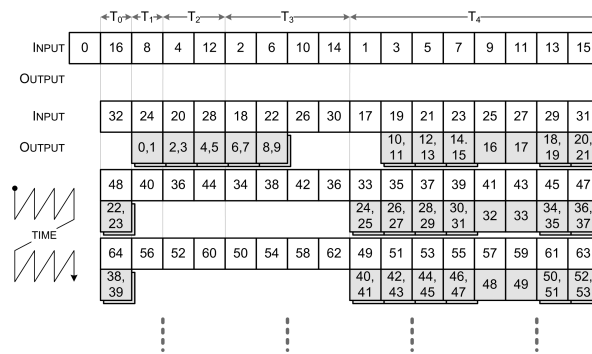 T0 T1 T2 T3 T4
INPUT 0 16 8 4 12 2 6 10 14 1 3 5 7 9 11 13 15
OUTPUT
INPUT 32 24 20 28 18 22 26 30 17 19 21 23 25 27 29 31
OUTPUT 0,1 2,3 4,5 6,7 8,9 10, 11 12, 13 14. 15 16 17 18, 19 20, 21
48 40 36 44 34 38 42 36 33 35 37 39 41 43 45 47
22, 23 24, 25 26, 27 28, 29 30, 31 32 33 34, 35 36, 37
TIME
64 56 52 60 50 54 58 62 49 51 53 55 57 59 61 63
38, 39 40, 41 42, 43 44, 45 46, 47 48 49 50, 51 52, 53